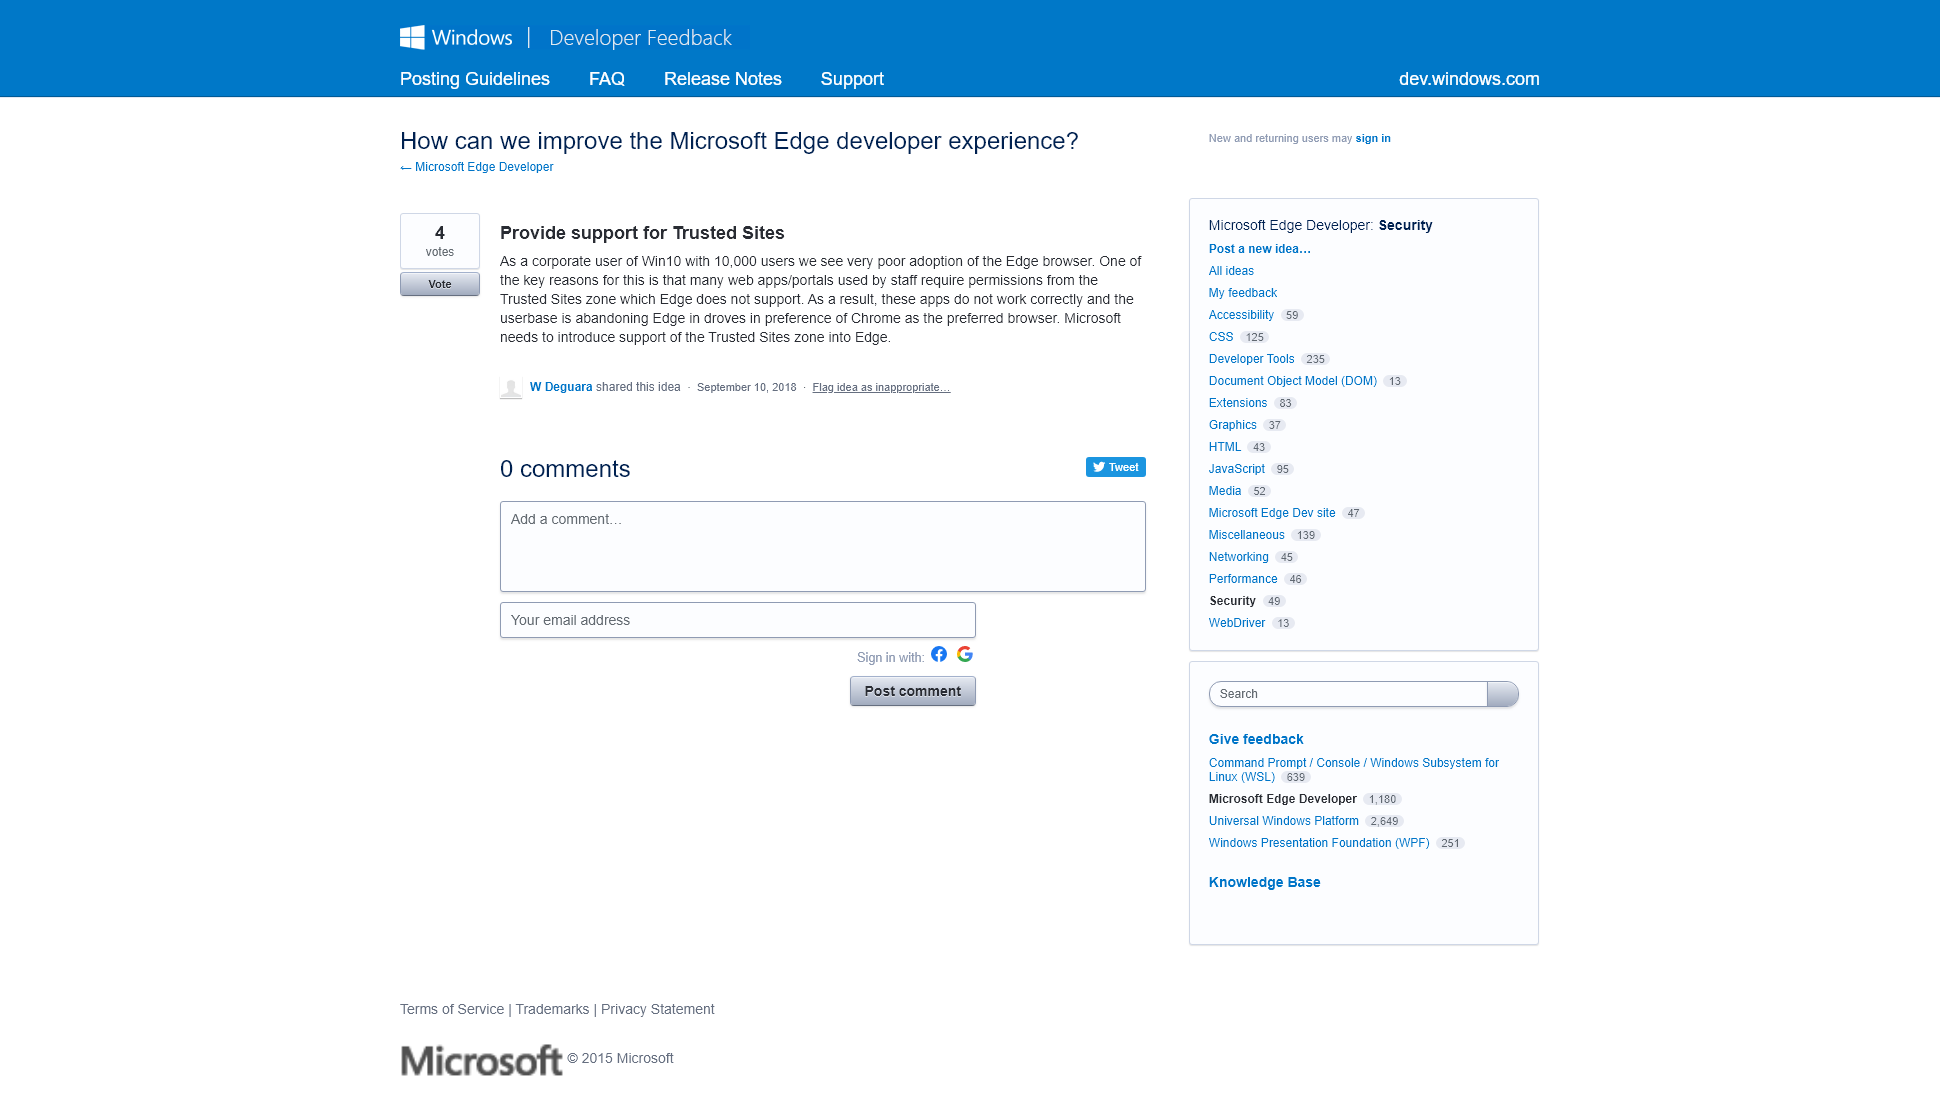 Windows | Developer Feedback
Posting Guidelines FAQ Release Notes Support dev.windows.com
How can we improve the Microsoft Edge developer experience?
← Microsoft Edge Developer
New and returning users may sign in
4
votes
Vote
Provide support for Trusted Sites
As a corporate user of Win10 with 10,000 users we see very poor adoption of the Edge browser. One of
the key reasons for this is that many web apps/portals used by staff require permissions from the
Trusted Sites zone which Edge does not support. As a result, these apps do not work correctly and the
userbase is abandoning Edge in droves in preference of Chrome as the preferred browser. Microsoft
needs to introduce support of the Trusted Sites zone into Edge.
W Deguara shared this idea · September 10, 2018 · Flag idea as inappropriate…
0 comments
Tweet
Add a comment…
Your email address
Sign in with:
Post comment
Microsoft Edge Developer: Security
Post a new idea…
All ideas
My feedback
Accessibility 59
CSS 125
Developer Tools 235
Document Object Model (DOM) 13
Extensions 83
Graphics 37
HTML 43
JavaScript 95
Media 52
Microsoft Edge Dev site 47
Miscellaneous 139
Networking 45
Performance 46
Security 49
WebDriver 13
Search
Give feedback
Command Prompt / Console / Windows Subsystem for
Linux (WSL) 639
Microsoft Edge Developer 1,180
Universal Windows Platform 2,649
Windows Presentation Foundation (WPF) 251
Knowledge Base
Terms of Service | Trademarks | Privacy Statement
Microsoft © 2015 Microsoft